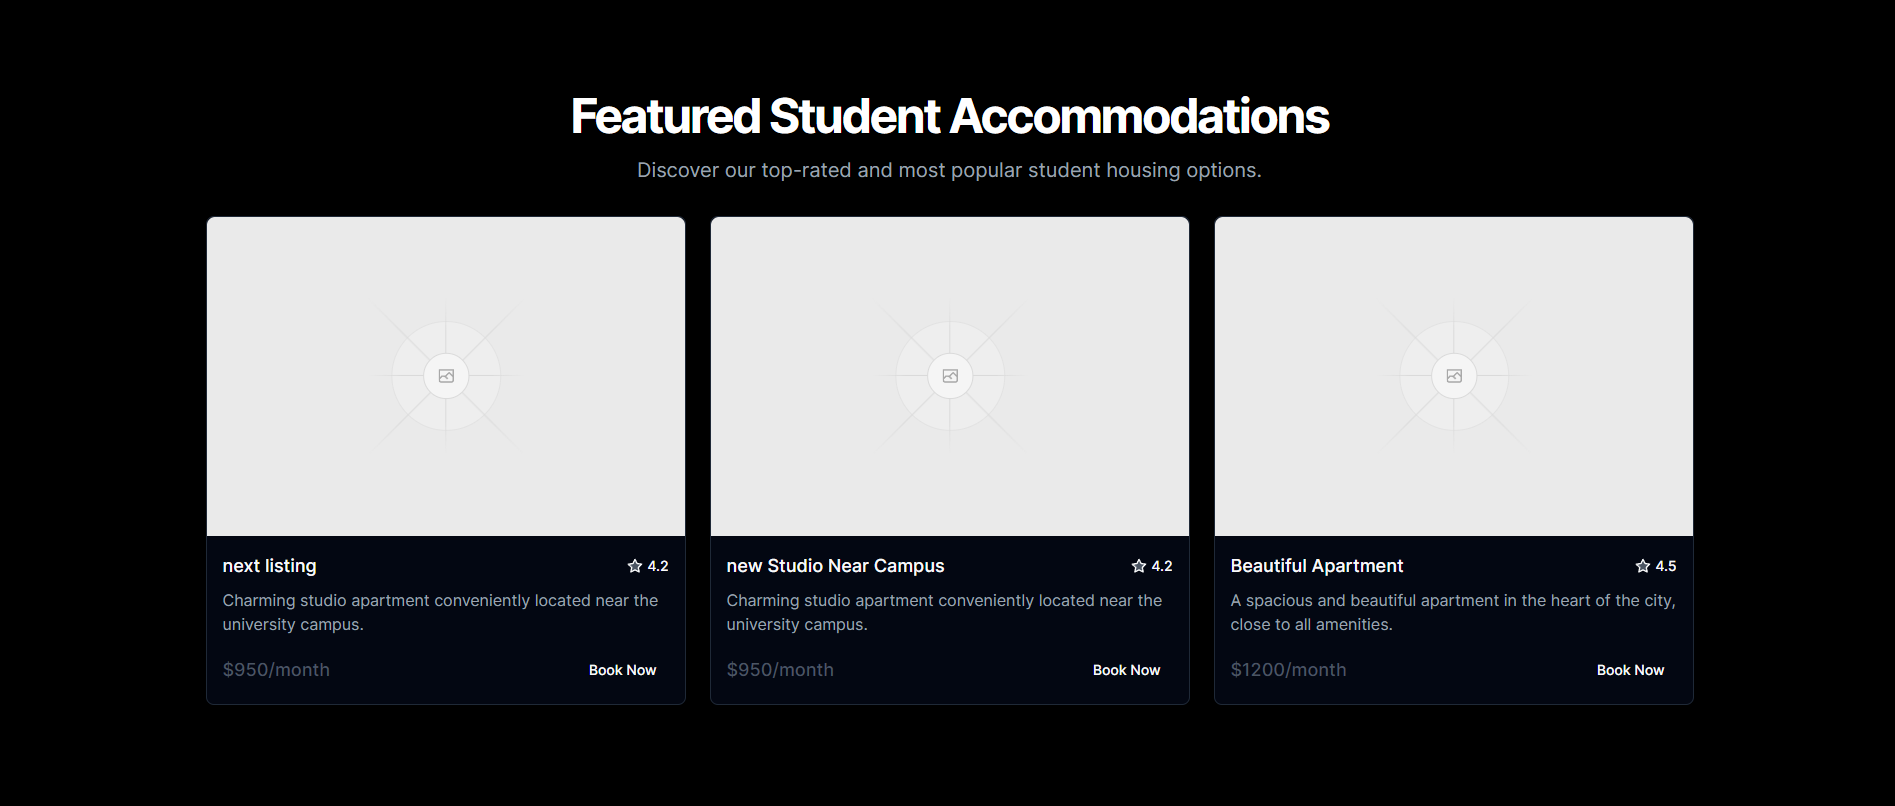 Featured Student Accommodations
Discover our top-rated and most popular student housing options.
next listing
4.2
Charming studio apartment conveniently located near the
university campus.
$950/month
Book Now
new Studio Near Campus
4.2
Charming studio apartment conveniently located near the
university campus.
$950/month
Book Now
Beautiful Apartment
4.5
A spacious and beautiful apartment in the heart of the city,
close to all amenities.
$1200/month
Book Now